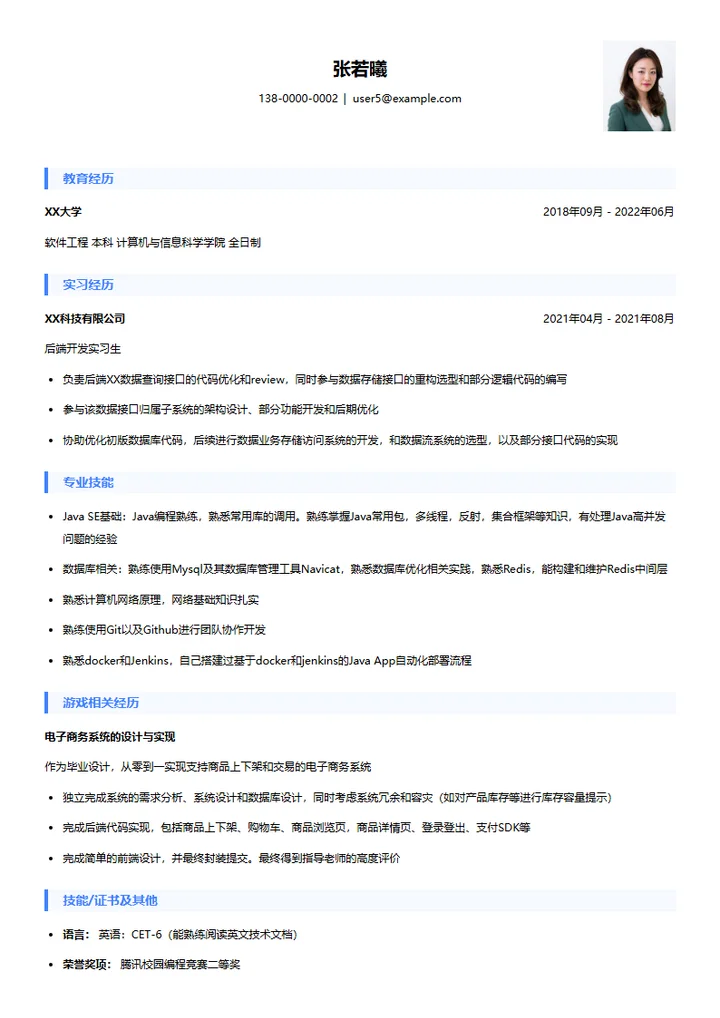 张若曦
138-0000-0002 | user5@example.com
教育经历
XX大学 2018年09月 - 2022年06月
软件工程 本科 计算机与信息科学学院 全日制
实习经历
XX科技有限公司 2021年04月 - 2021年08月
后端开发实习生
• 负责后端XX数据查询接口的代码优化和review，同时参与数据存储接口的重构选型和部分逻辑代码的编写
• 参与该数据接口归属子系统的架构设计、部分功能开发和后期优化
• 协助优化初版数据库代码，后续进行数据业务存储访问系统的开发，和数据流系统的选型，以及部分接口代码的实现
专业技能
• Java SE基础：Java编程熟练，熟悉常用库的调用。熟练掌握Java常用包，多线程，反射，集合框架等知识，有处理Java高并发
问题的经验
• 数据库相关：熟练使用Mysql及其数据库管理工具Navicat，熟悉数据库优化相关实践，熟悉Redis，能构建和维护Redis中间层
• 熟悉计算机网络原理，网络基础知识扎实
• 熟练使用Git以及Github进行团队协作开发
• 熟悉docker和Jenkins，自己搭建过基于docker和jenkins的Java App自动化部署流程
游戏相关经历
电子商务系统的设计与实现
作为毕业设计，从零到一实现支持商品上下架和交易的电子商务系统
• 独立完成系统的需求分析、系统设计和数据库设计，同时考虑系统冗余和容灾（如对产品库存等进行库存容量提示）
• 完成后端代码实现，包括商品上下架、购物车、商品浏览页，商品详情页、登录登出、支付SDK等
• 完成简单的前端设计，并最终封装提交。最终得到指导老师的高度评价
技能/证书及其他
• 语言： 英语：CET-6（能熟练阅读英文技术文档）
• 荣誉奖项： 腾讯校园编程竞赛二等奖